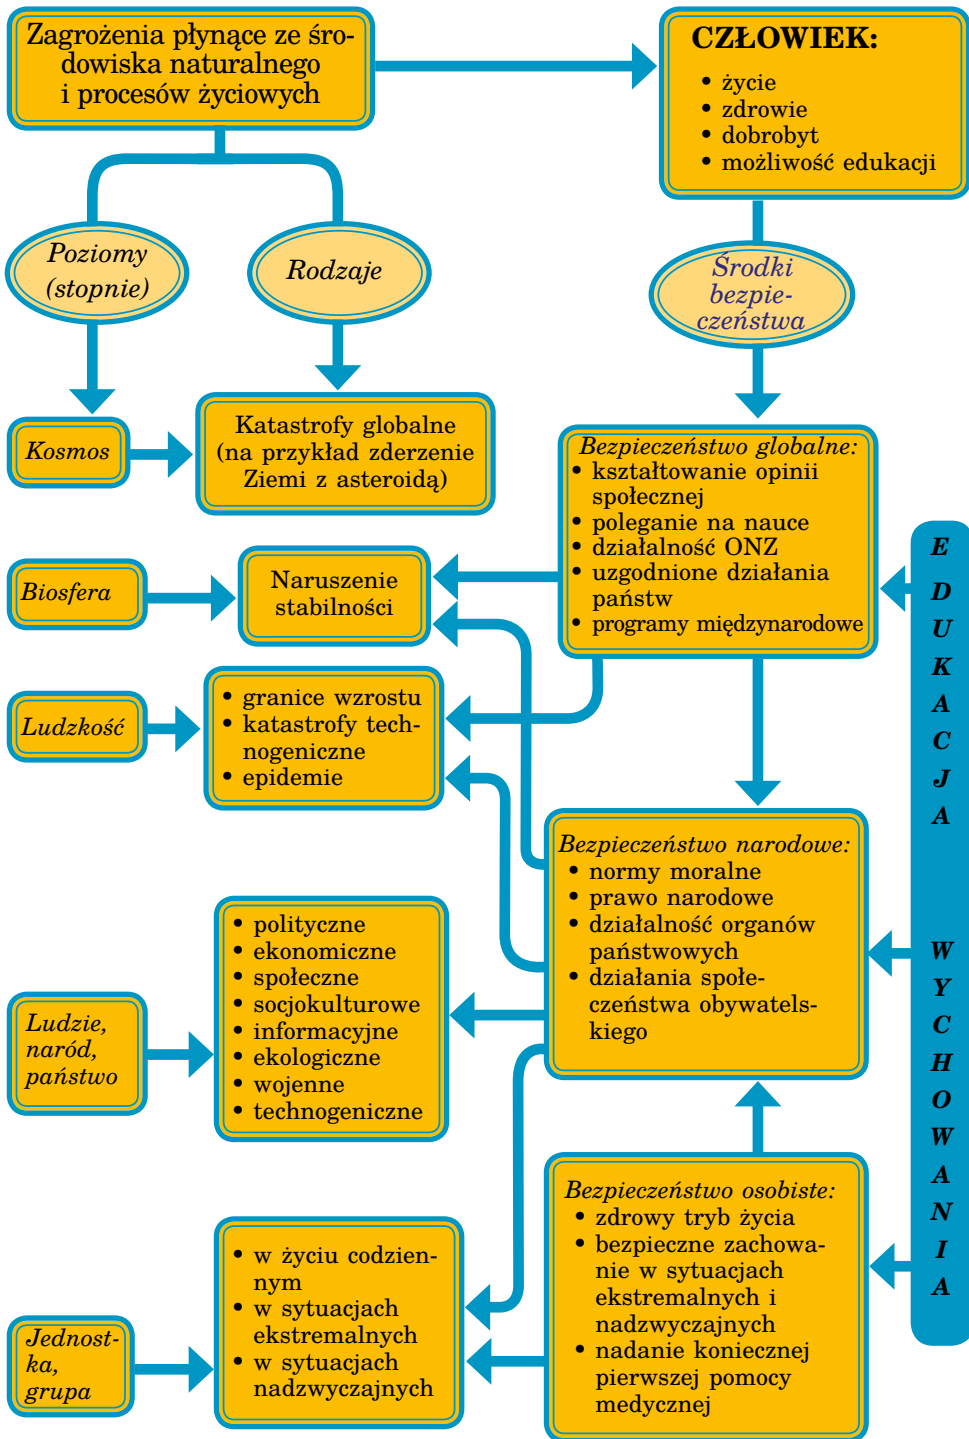 Zagrożenia płynące ze śro-
dowiska naturalnego
i procesów życiowych
CZŁOWIEK:
• życie
• zdrowie
• dobrobyt
• możliwość edukacji
Poziomy
(stopnie)
Rodzaje
Środki
bezpie-
czeństwa
Kosmos
Katastrofy globalne
(na przykład zderzenie
Ziemi z asteroidą)
Bezpieczeństwo globalne:
• kształtowanie opinii
społecznej
• poleganie na nauce
• działalność ONZ
• uzgodnione działania
państw
• programy międzynarodowe
Biosfera
Naruszenie
stabilności
Ludzkość
• granice wzrostu
• katastrofy tech-
nogeniczne
• epidemie
Bezpieczeństwo narodowe:
• normy moralne
• prawo narodowe
• działalność organów
państwowych
• działania społe-
czeństwa obywatels-
kiego
Ludzie,
naród,
państwo
• polityczne
• ekonomiczne
• społeczne
• socjokulturowe
• informacyjne
• ekologiczne
• wojenne
• technogeniczne
Bezpieczeństwo osobiste:
• zdrowy tryb życia
• bezpieczne zachowa-
nie w sytuacjach
ekstremalnych i
nadzwyczajnych
• nadanie koniecznej
pierwszej pomocy
medycznej
Jednost-
ka,
grupa
• w życiu codzien-
nym
• w sytuacjach
ekstremalnych
• w sytuacjach
nadzwyczajnych
EDUKACJA
WYCHOWANIA